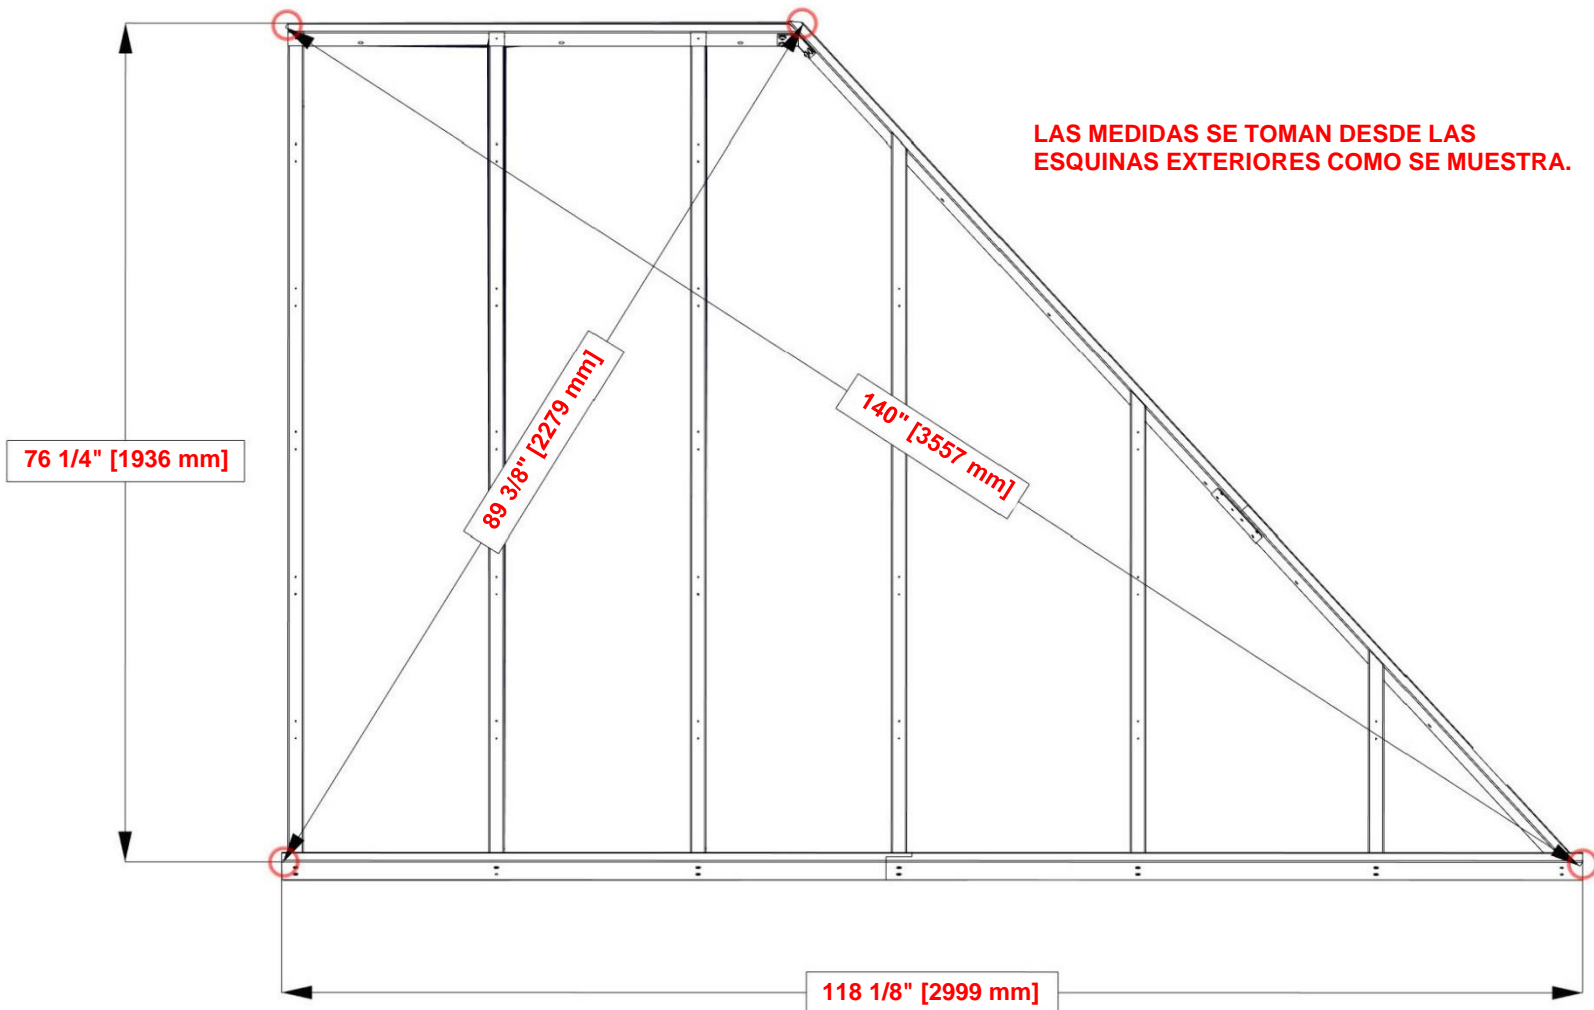 LAS MEDIDAS SE TOMAN DESDE LAS
ESQUINAS EXTERIORES COMO SE MUESTRA.
89 3/8" [2279 mm]
140" [3557 mm]
76 1/4" [1936 mm]
118 1/8" [2999 mm]